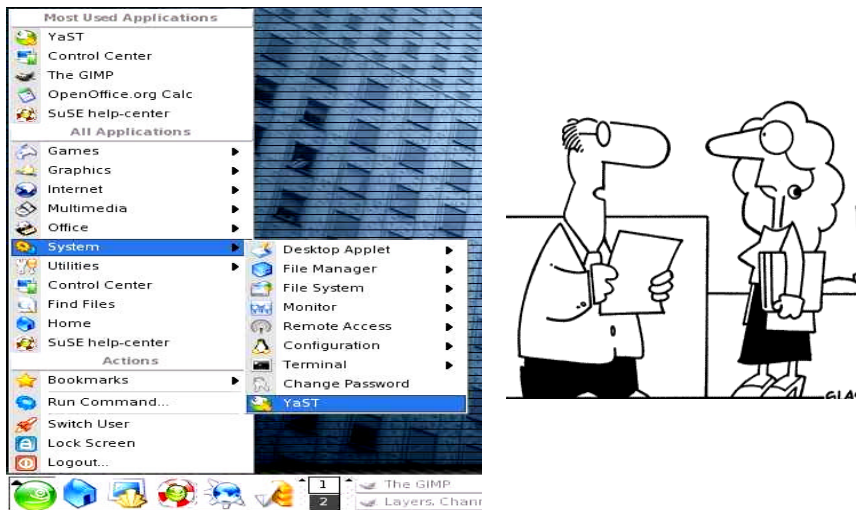 Most Used Applications
YaST
Control Center
The GIMP
OpenOffice.org Calc
SuSE help-center
All Applications
Games
Graphics
Internet
Multimedia
Office
System
Utilities
Control Center
Find Files
Home
SuSE help-center
Actions
Bookmarks
Run Command...
Switch User
Lock Screen
Logout...
Desktop Applet
File Manager
File System
Monitor
Remote Access
Configuration
Terminal
Change Password
YaST
1
2
The GIMP
Layers, Chann
GLAS